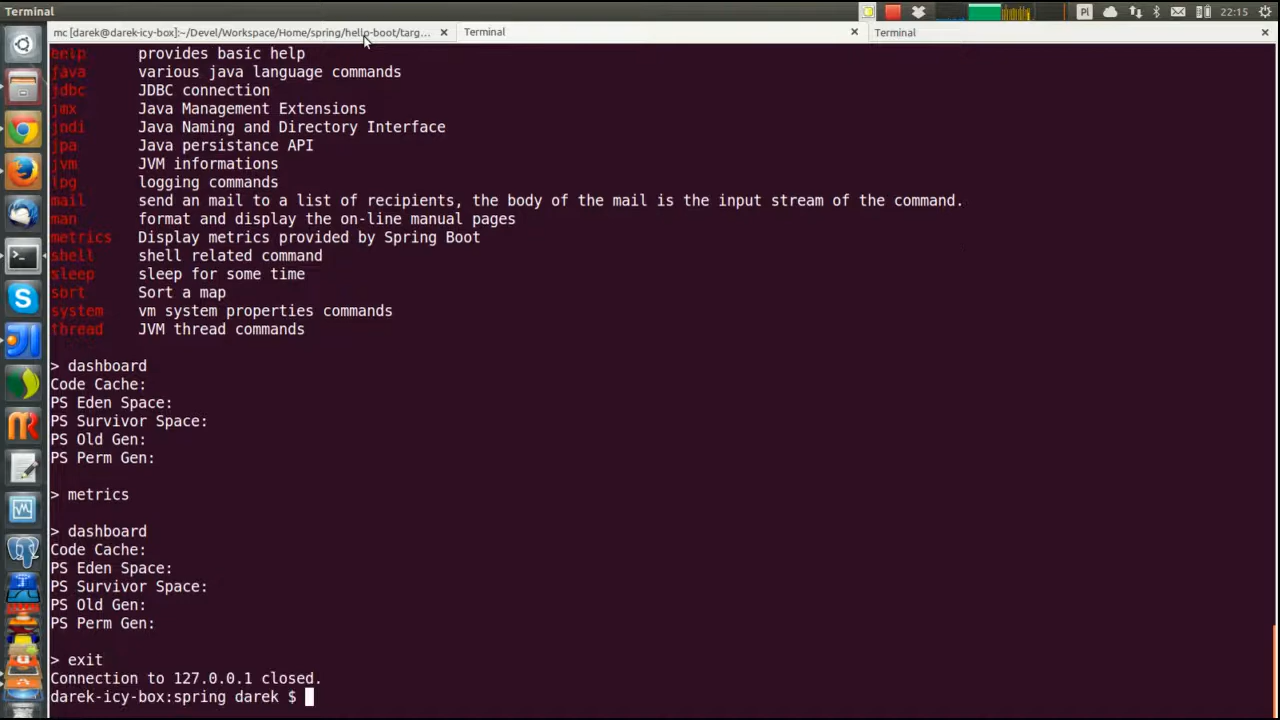 Terminal
Pl
22:15
mc [darek@darek-icy-box]:~/Devel/Workspace/Home/spring/hello-boot/targ...
Terminal
Terminal
help provides basic help
java various java language commands
jdbc JDBC connection
jmx Java Management Extensions
jndi Java Naming and Directory Interface
jpa Java persistance API
jvm JVM informations
log logging commands
mail send an mail to a list of recipients, the body of the mail is the input stream of the command.
man format and display the on-line manual pages
metrics Display metrics provided by Spring Boot
shell shell related command
sleep sleep for some time
sort Sort a map
system vm system properties commands
thread JVM thread commands
> dashboard
Code Cache:
PS Eden Space:
PS Survivor Space:
PS Old Gen:
PS Perm Gen:
> metrics
> dashboard
Code Cache:
PS Eden Space:
PS Survivor Space:
PS Old Gen:
PS Perm Gen:
> exit
Connection to 127.0.0.1 closed.
darek-icy-box:spring darek $